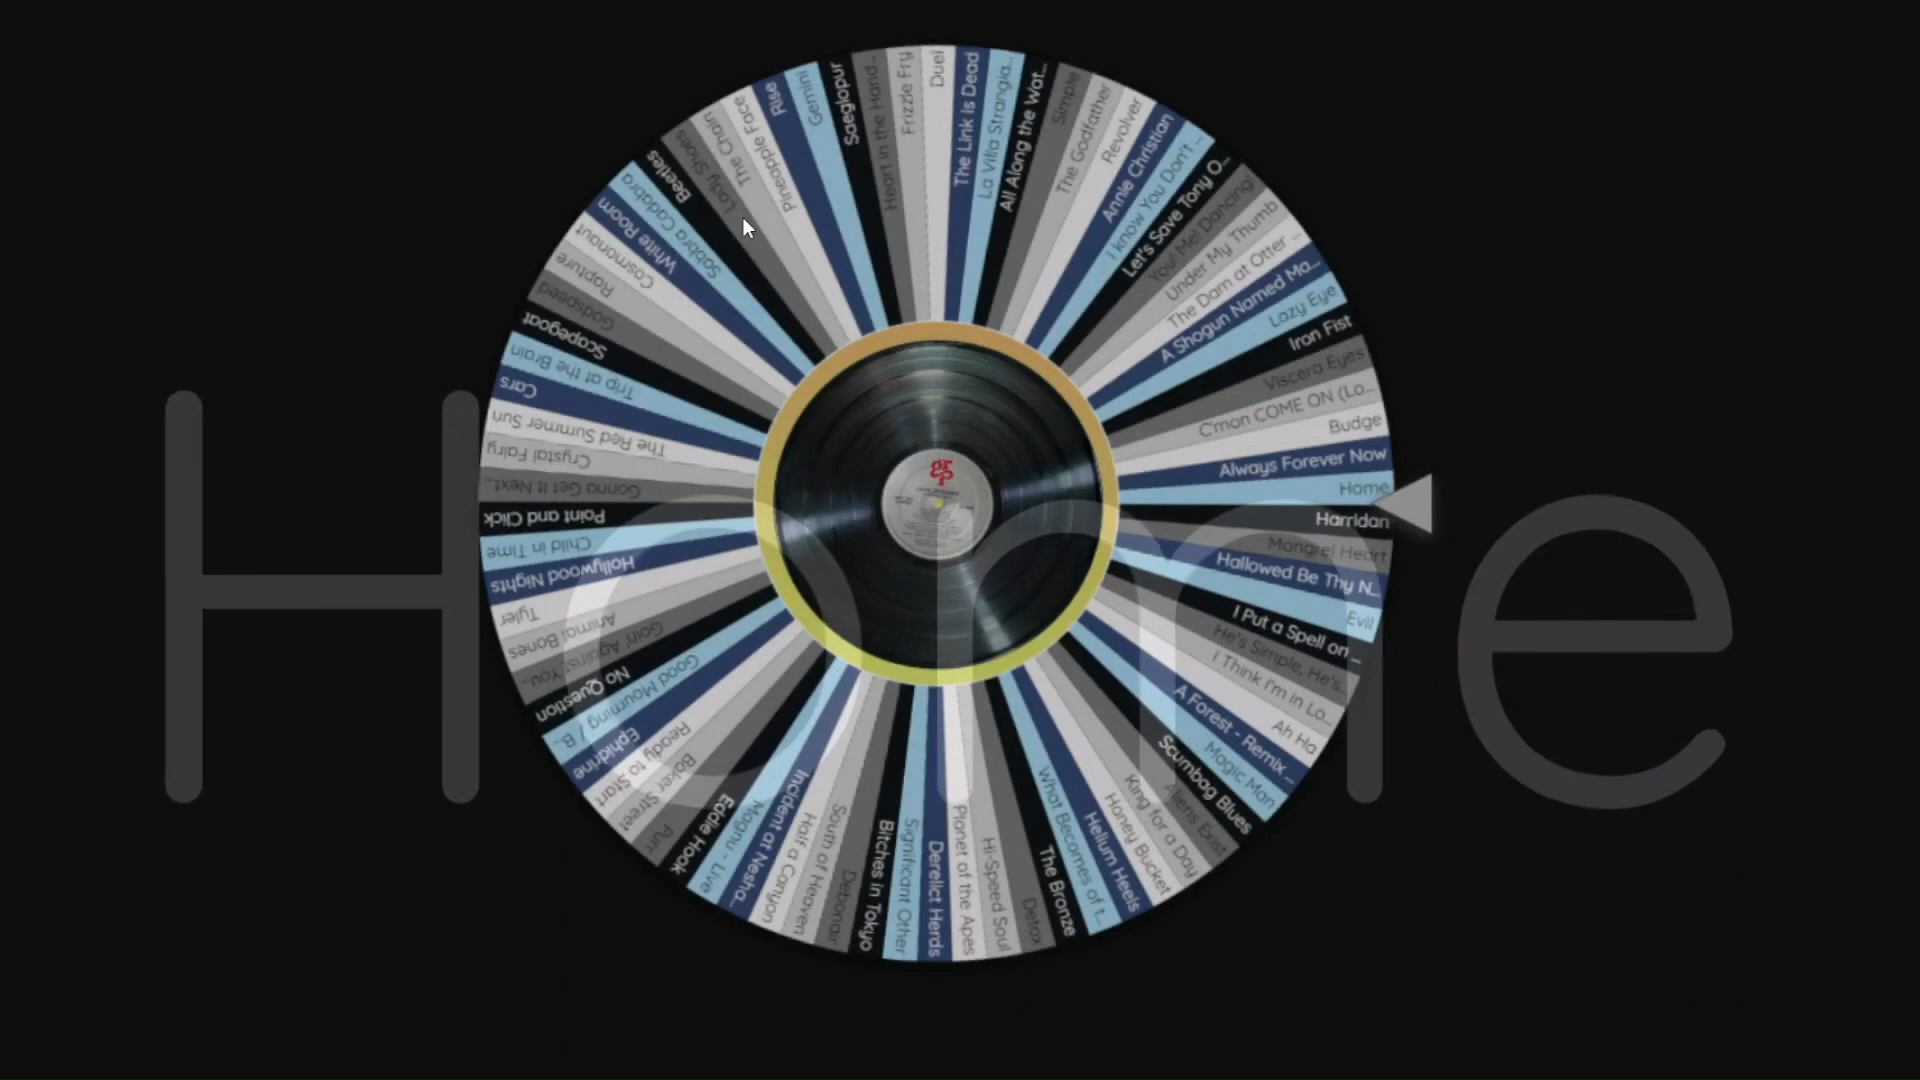 Duel
The Link Is Dead
La Villa Strangia...
All Along the Wat...
Simple
The Godfather
Revolver
Annie Christian
I Know You Don't ...
Let's Save Tony O...
You! Me! Dancing!
Under My Thumb
The Dam at Otter ...
A Shogun Named Ma...
Lazy Eye
Iron Fist
Viscera Eyes
C'mon COME ON (Lo...
Budge
Always Forever Now
Home
Harridan
Mongrel Heart
Hallowed Be Thy N...
Evil
I Put a Spell on ...
He's Simple, He's...
I Think I'm in Lo...
Ah Ha
A Forest - Remix ...
Magic Man
Scumbag Blues
Aliens Exist
King for a Day
Honey Bucket
Helium Heels
What Becomes of t...
The Bronze
Detox
Hi-Speed Soul
Planet of the Apes
Derelict Herds
Significant Other
Bitches in Tokyo
Debonair
South of Heaven
Half a Canyon
Incident at Nesha...
Magnu - Live
Eddie Hook
Purr
Baker Street
Ready to Start
Ephidrine
Good Mourning / B...
No Question
Goin' Against You...
Animal Bones
Tyler
Hollywood Nights
Child in Time
Point and Click
Gonna Get It Next...
Crystal Fairy
The Red Summer Sun
Cars
Trip at the Brain
Scapegoat
Godspeed
Rapture
Cosmonaut
White Room
Sabbra Cadabra
Beetles
Lady Shoes
The Chain
Pineapple Face
Rise
Gemini
Saeglopur
Heart in the Hand...
Frizzle Fry
grp
Home